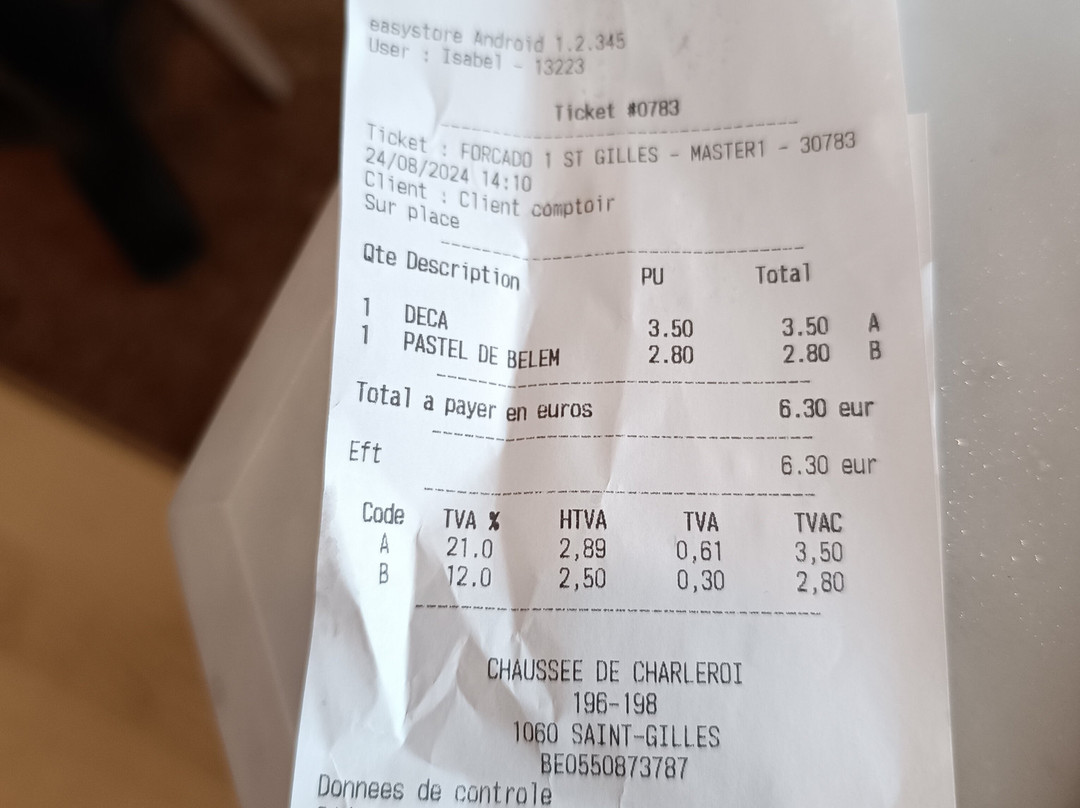 easystore Android 1.2.345
User : Isabel - 13223
Ticket #0783
Ticket : FORCADO 1 ST GILLES - MASTER1 - 30783
24/08/2024 14:10
Client : Client comptoir
Sur place
Qte Description PU Total
1 DECA 3.50 3.50 A
1 PASTEL DE BELEM 2.80 2.80 B
Total a payer en euros 6.30 eur
Eft 6.30 eur
Code TVA % HTVA TVA TVAC
A 21.0 2,89 0,61 3,50
B 12.0 2,50 0,30 2,80
CHAUSSEE DE CHARLEROI
196-198
1060 SAINT-GILLES
BE0550873787
Donnees de controle